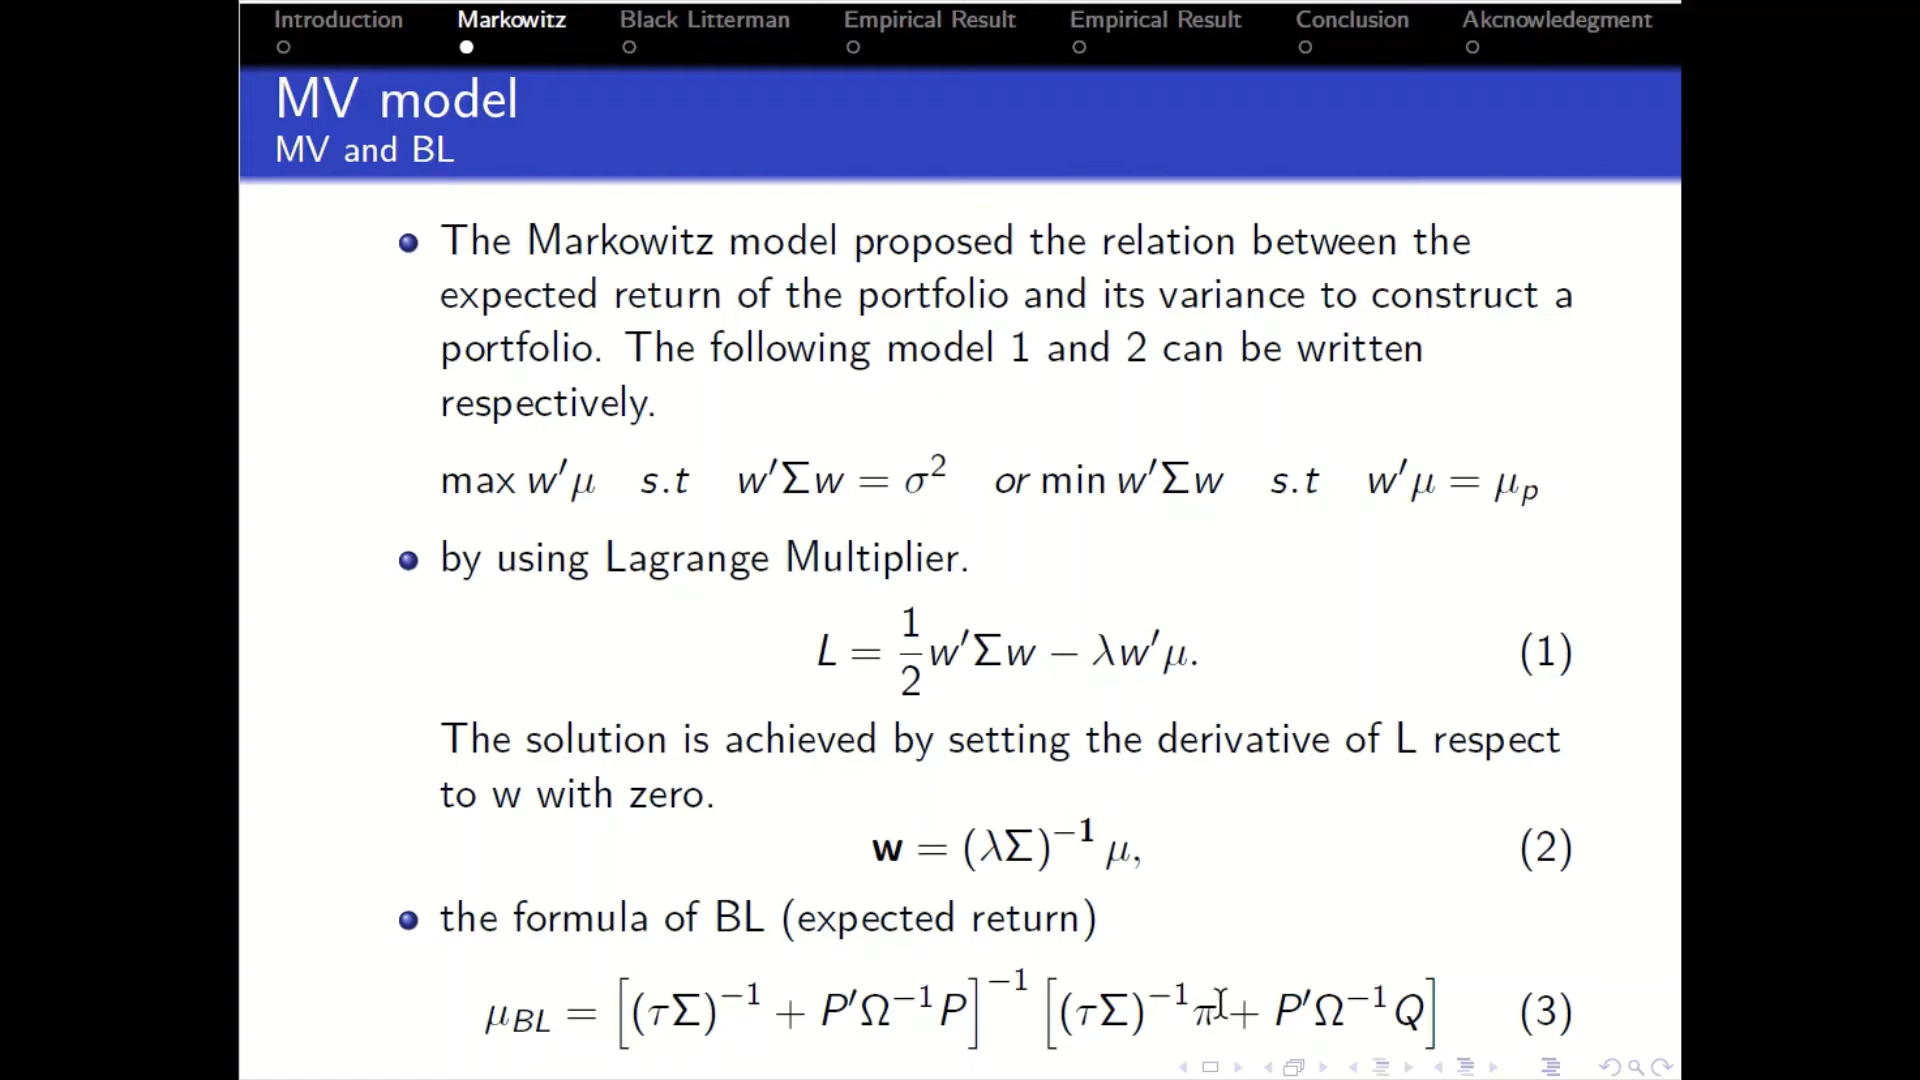 Introduction Markowitz Black Litterman Empirical Result Empirical Result Conclusion Akcnowledegment
MV model
MV and BL
The Markowitz model proposed the relation between the
expected return of the portfolio and its variance to construct a
portfolio. The following model 1 and 2 can be written
respectively.
max w′μ s.t w′Σw = σ² or min w′Σw s.t w′μ = μ_p
by using Lagrange Multiplier.
L = 1/2 w′Σw − λw′μ. (1)
The solution is achieved by setting the derivative of L respect
to w with zero.
w = (λΣ)⁻¹ μ, (2)
the formula of BL (expected return)
μ_BL = [(τΣ)⁻¹ + P′Ω⁻¹P]⁻¹ [(τΣ)⁻¹π + P′Ω⁻¹Q] (3)